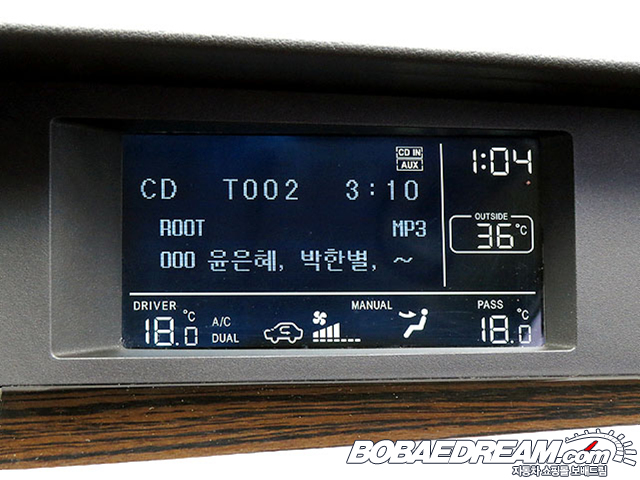 CD IN
AUX
1:04
CD T002 3:10
OUTSIDE
36°C
ROOT MP3
000 윤은혜, 박한별, ~
DRIVER MANUAL PASS
18.0°C A/C DUAL 18.0°C
BOBAEDREAM.com
자동차 쇼핑몰 보배드림